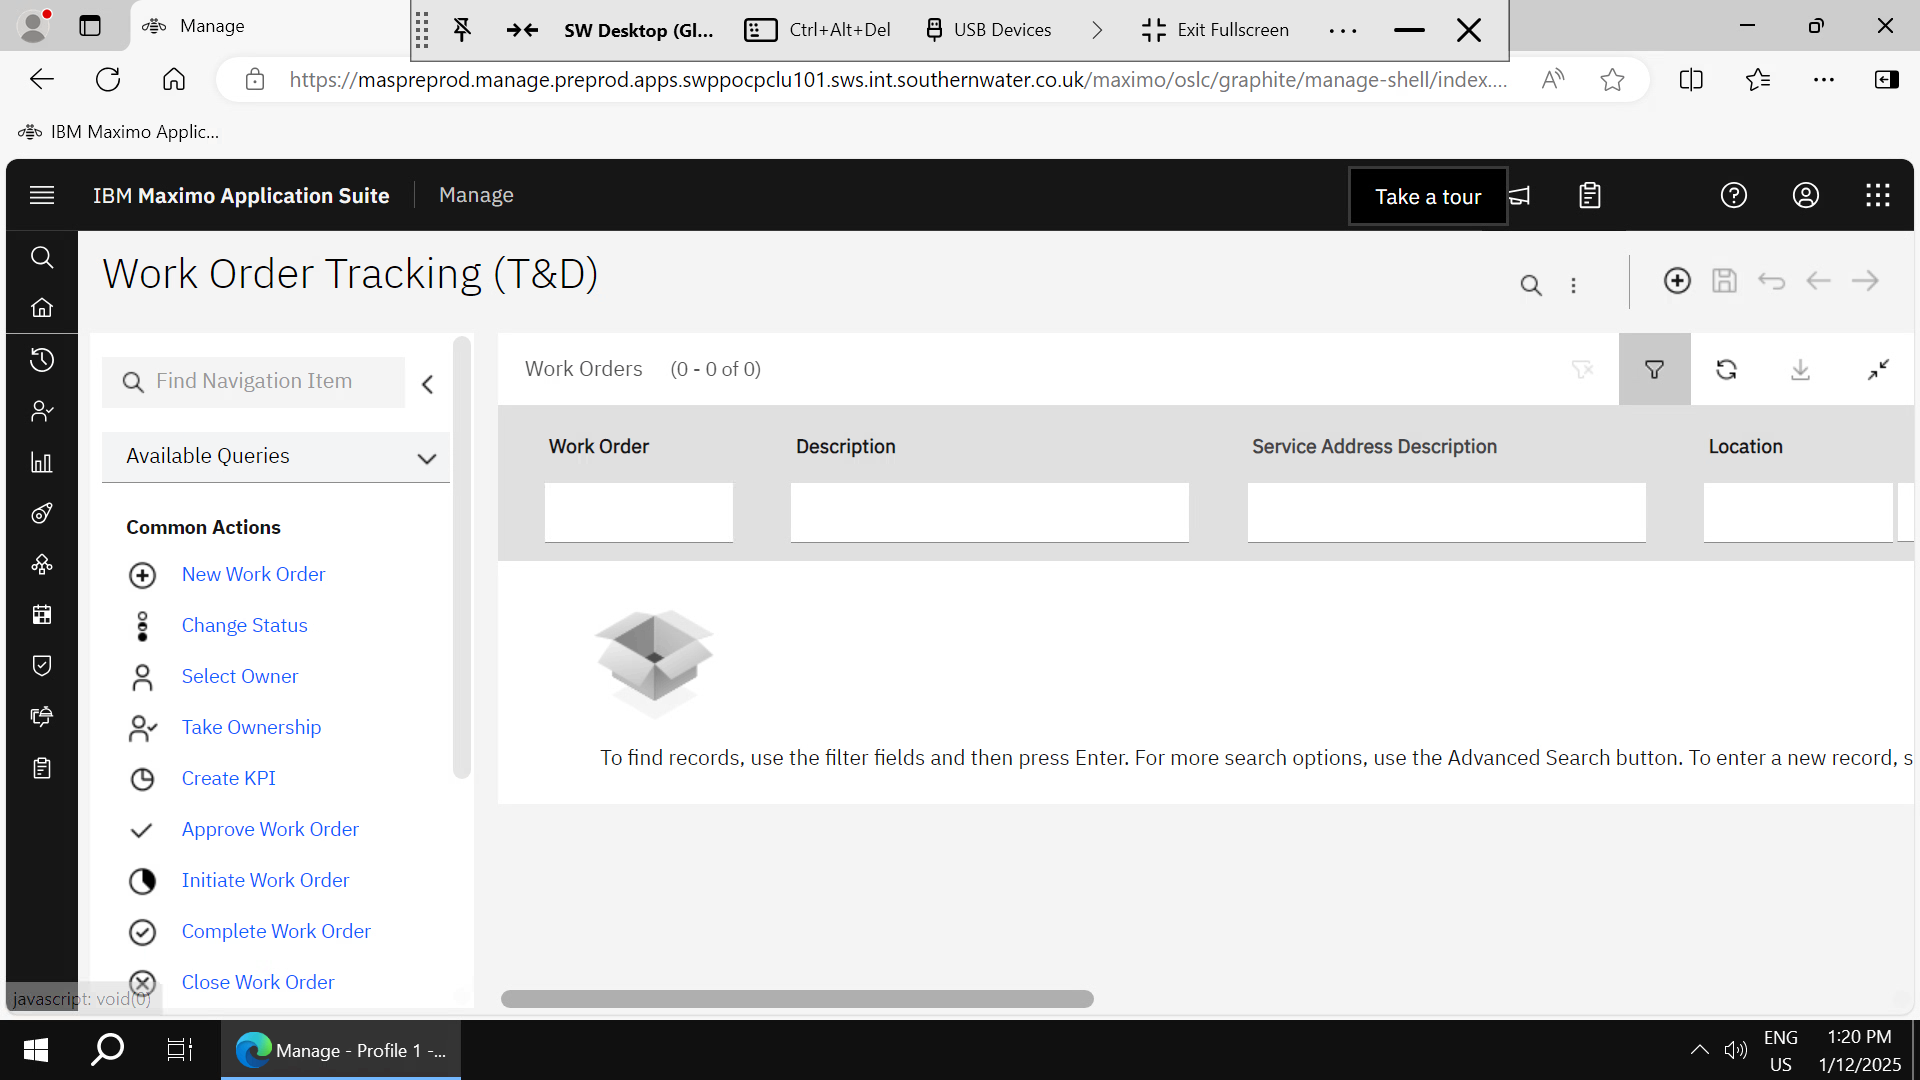 Manage
SW Desktop (Gl...
Ctrl+Alt+Del
USB Devices
Exit Fullscreen
https://maspreprod.manage.preprod.apps.swppocpclu101.sws.int.southernwater.co.uk/maximo/oslc/graphite/manage-shell/index....
IBM Maximo Applic...
IBM Maximo Application Suite
Manage
Take a tour
Work Order Tracking (T&D)
Find Navigation Item
Available Queries
Common Actions
New Work Order
Change Status
Select Owner
Take Ownership
Create KPI
Approve Work Order
Initiate Work Order
Complete Work Order
Close Work Order
Work Orders (0 - 0 of 0)
Work Order
Description
Service Address Description
Location
To find records, use the filter fields and then press Enter. For more search options, use the Advanced Search button. To enter a new record, s
javascript: void(0)
Manage - Profile 1 -...
ENG
US
1:20 PM
1/12/2025